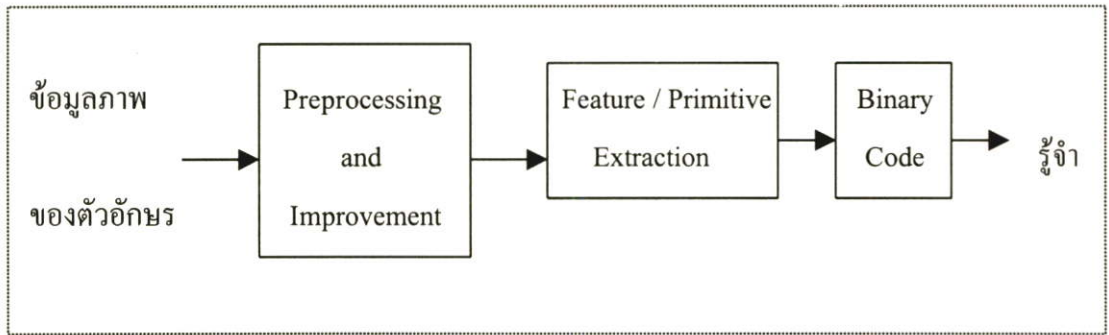 ข้อมูลภาพ
ของตัวอักษร
Preprocessing
and
Improvement
Feature / Primitive
Extraction
Binary
Code
รู้จำ